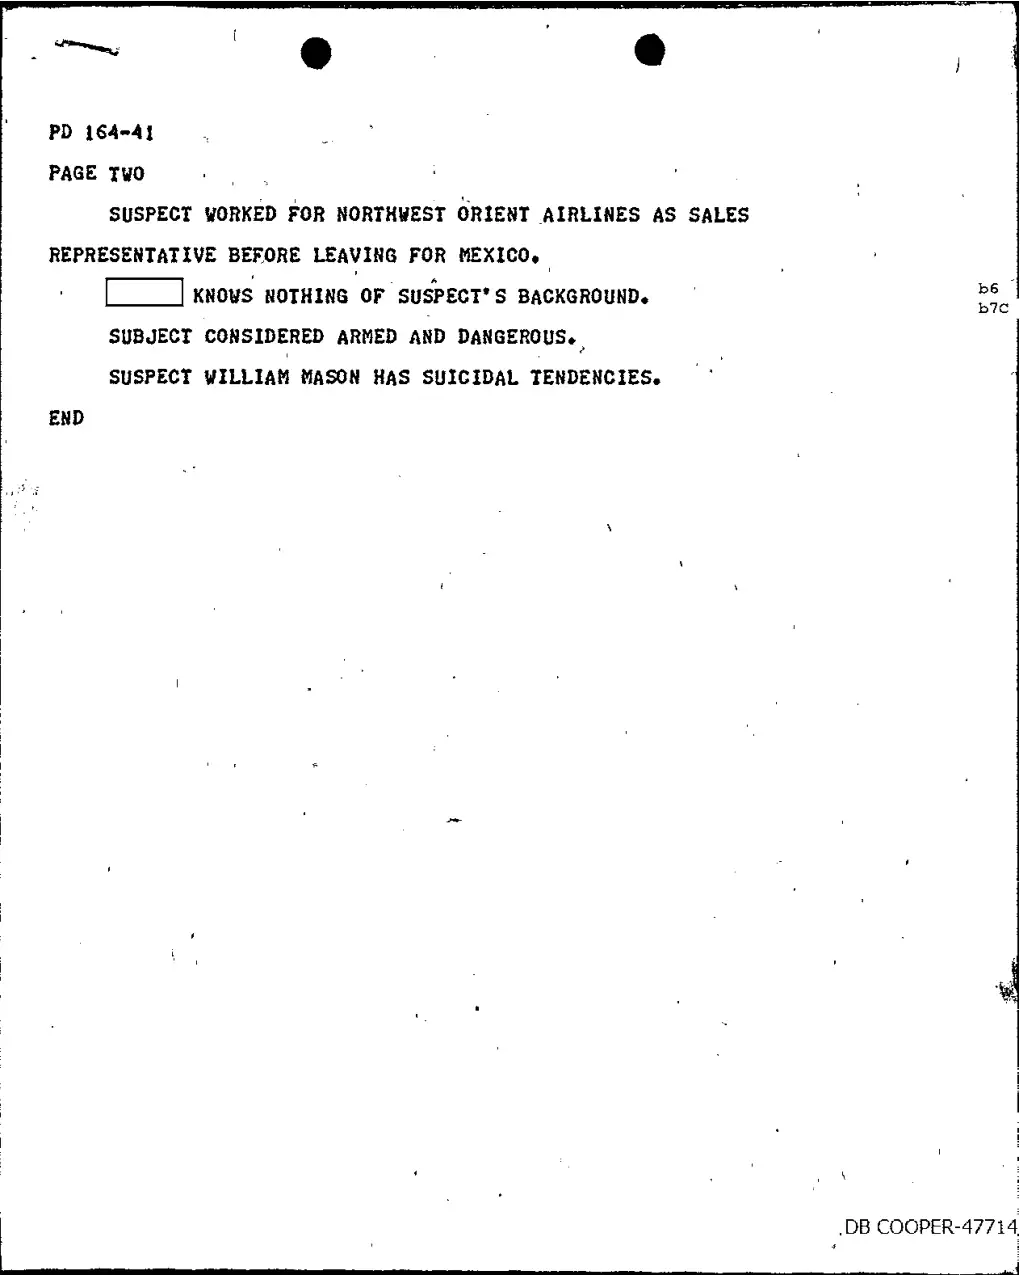 PD 164-41
PAGE TWO
SUSPECT WORKED FOR NORTHWEST ORIENT AIRLINES AS SALES
REPRESENTATIVE BEFORE LEAVING FOR MEXICO.
KNOWS NOTHING OF SUSPECT'S BACKGROUND.
b6
b7C
SUBJECT CONSIDERED ARMED AND DANGEROUS.
SUSPECT WILLIAM MASON HAS SUICIDAL TENDENCIES.
END
DB COOPER-47714